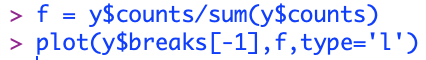 > f = y$counts/sum(y$counts)
> plot(y$breaks[-1],f,type='l')